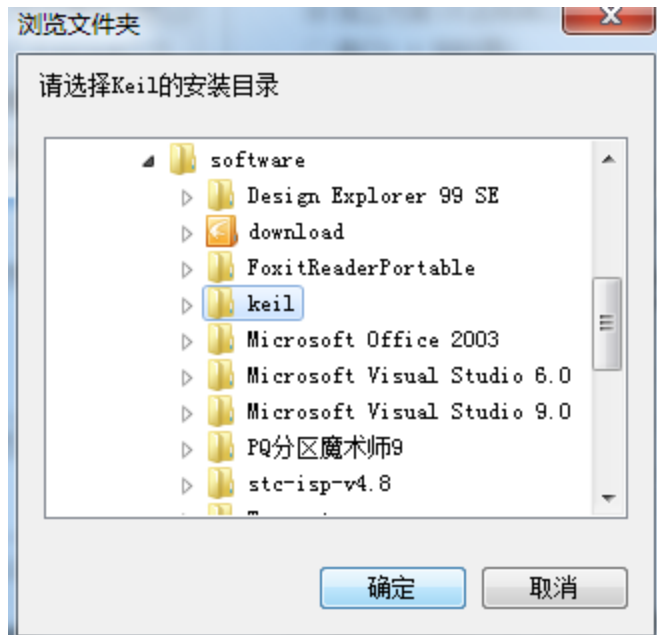 浏览文件夹
请选择Keil的安装目录
software
Design Explorer 99 SE
download
FoxitReaderPortable
keil
Microsoft Office 2003
Microsoft Visual Studio 6.0
Microsoft Visual Studio 9.0
PQ分区魔术师9
stc-isp-v4.8
确定
取消